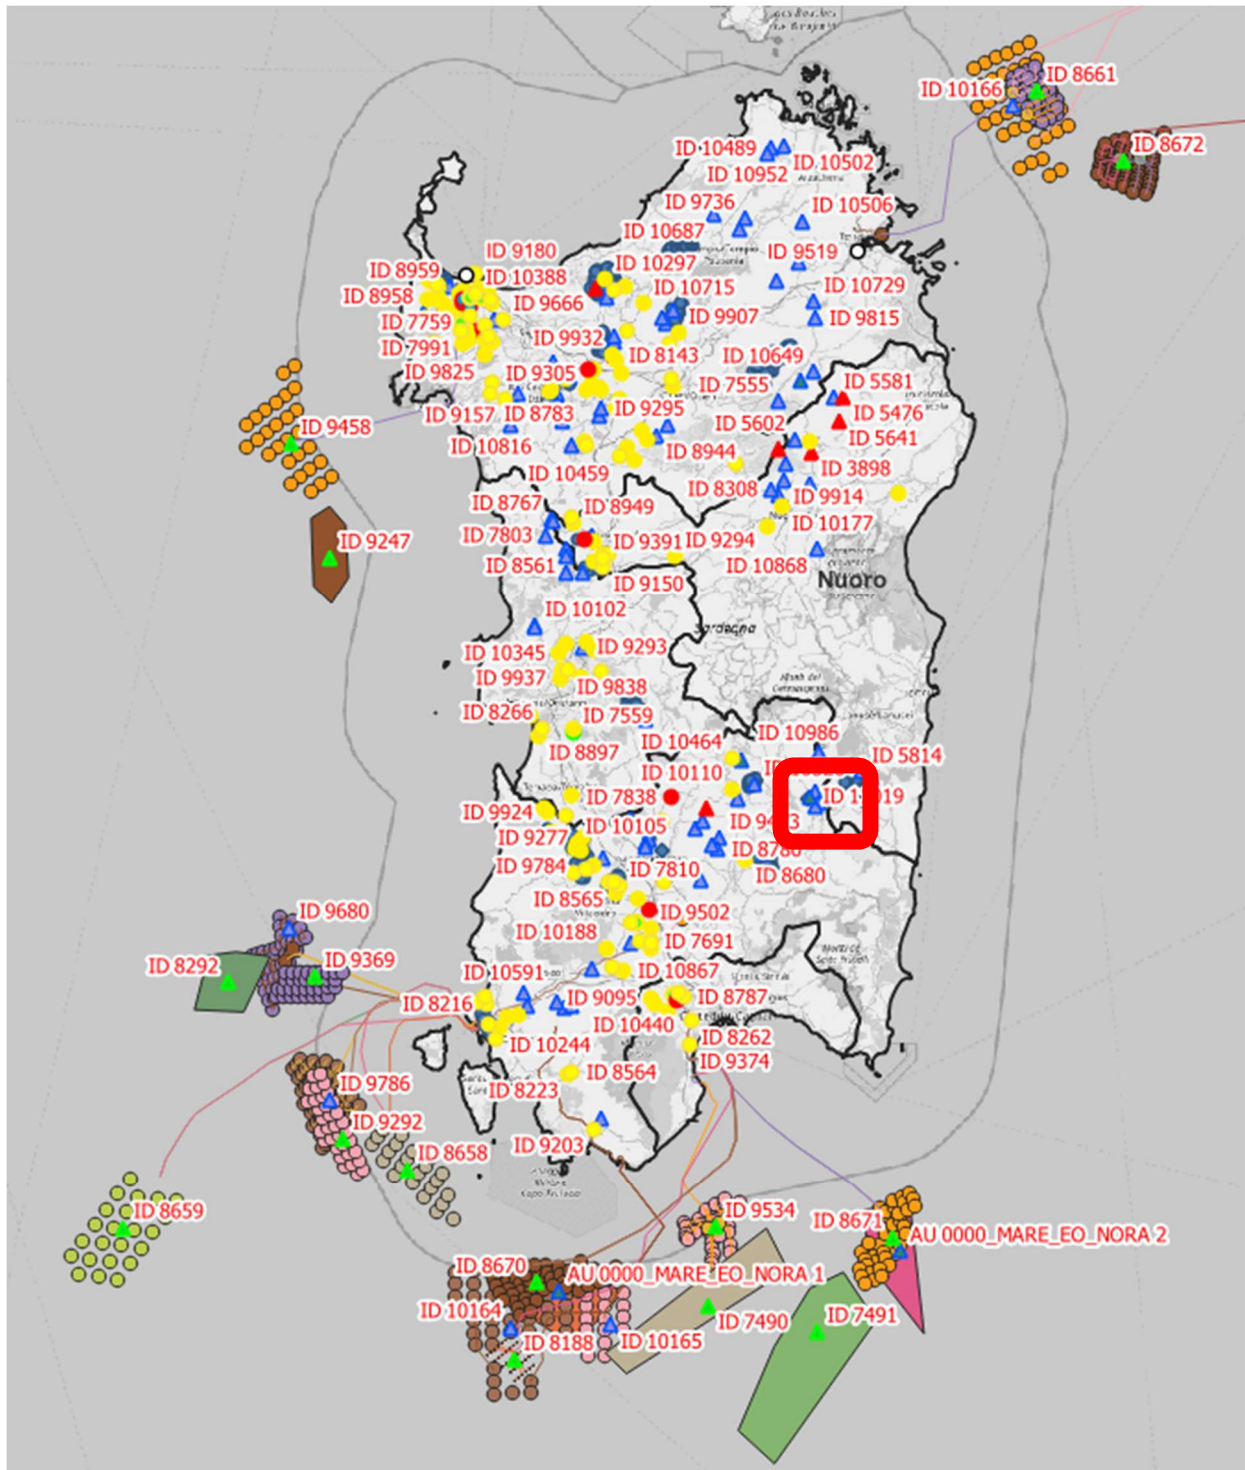 ID 8661
ID 10166
ID 8672
ID 10489
ID 10502
ID 10952
ID 9736
ID 10506
ID 10687
ID 9519
ID 9180
ID 8959
ID 10388
ID 10297
ID 8958
ID 9666
ID 10715
ID 10729
ID 7759
ID 9907
ID 9815
ID 7991
ID 9932
ID 8143
ID 10649
ID 9825
ID 9305
ID 7555
ID 5581
ID 9157
ID 8783
ID 9295
ID 5476
ID 9458
ID 5602
ID 5641
ID 10816
ID 8944
ID 3898
ID 10459
ID 8308
ID 9914
ID 8767
ID 8949
ID 10177
ID 7803
ID 9391
ID 9294
ID 9247
ID 8561
ID 10868
ID 9150
Nuoro
ID 10102
Sardegna
ID 10345
ID 9293
ID 9937
ID 9838
ID 8266
ID 7559
ID 10986
ID 8897
ID 10464
ID 5814
ID 10110
ID 7838
ID 9924
ID 10105
ID 9277
ID 8786
ID 9784
ID 7810
ID 8680
ID 8565
ID 9680
ID 9502
ID 10188
ID 7691
ID 8292
ID 9369
ID 10591
ID 10867
ID 8216
ID 9095
ID 8787
ID 10440
ID 10244
ID 8262
ID 9374
ID 9786
ID 8564
ID 8223
ID 9292
ID 9203
ID 8658
ID 8659
ID 9534
ID 8671
AU 0000_MARE_EO_NORA 2
ID 8670
AU 0000_MARE_EO_NORA 1
ID 10164
ID 7490
ID 7491
ID 8188
ID 10165